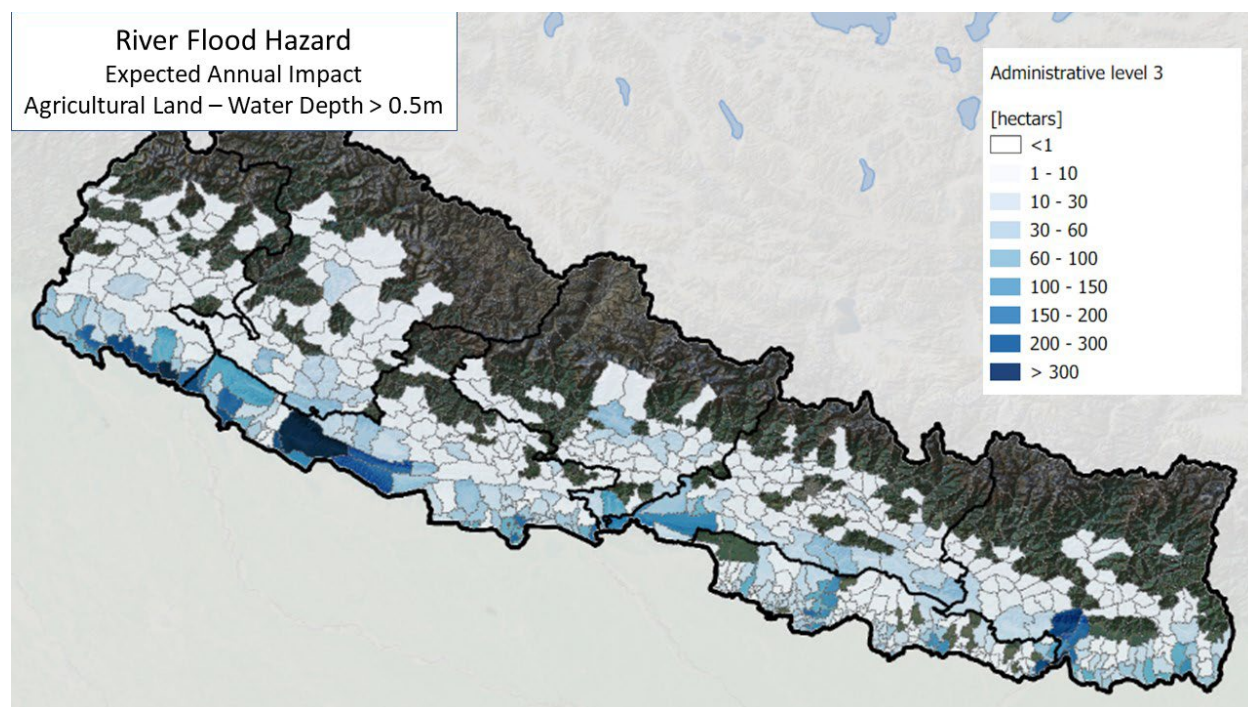 River Flood Hazard
Expected Annual Impact
Agricultural Land – Water Depth > 0.5m
Administrative level 3
[hectars]
<1
1 - 10
10 - 30
30 - 60
60 - 100
100 - 150
150 - 200
200 - 300
> 300